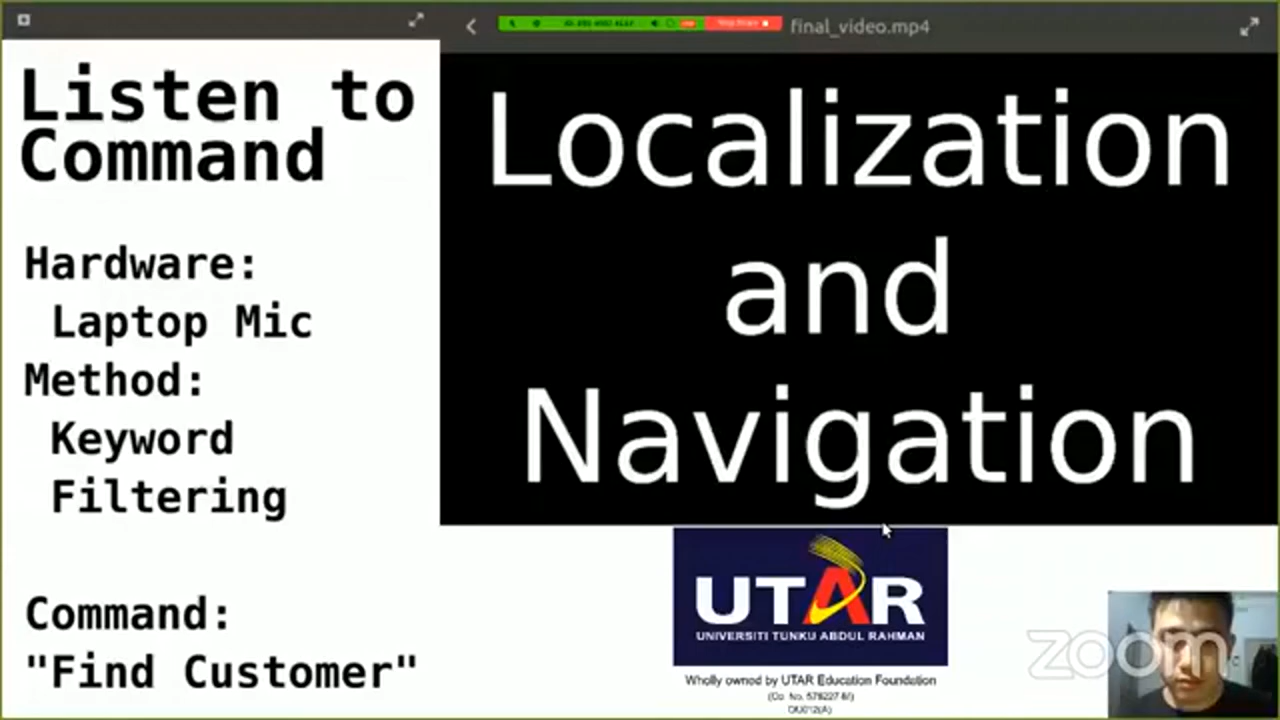 final_video.mp4
Listen to
Command
Hardware:
Laptop Mic
Method:
Keyword
Filtering
Command:
"Find Customer"
Localization
and
Navigation
UTAR
UNIVERSITI TUNKU ABDUL RAHMAN
Wholly owned by UTAR Education Foundation
zoom